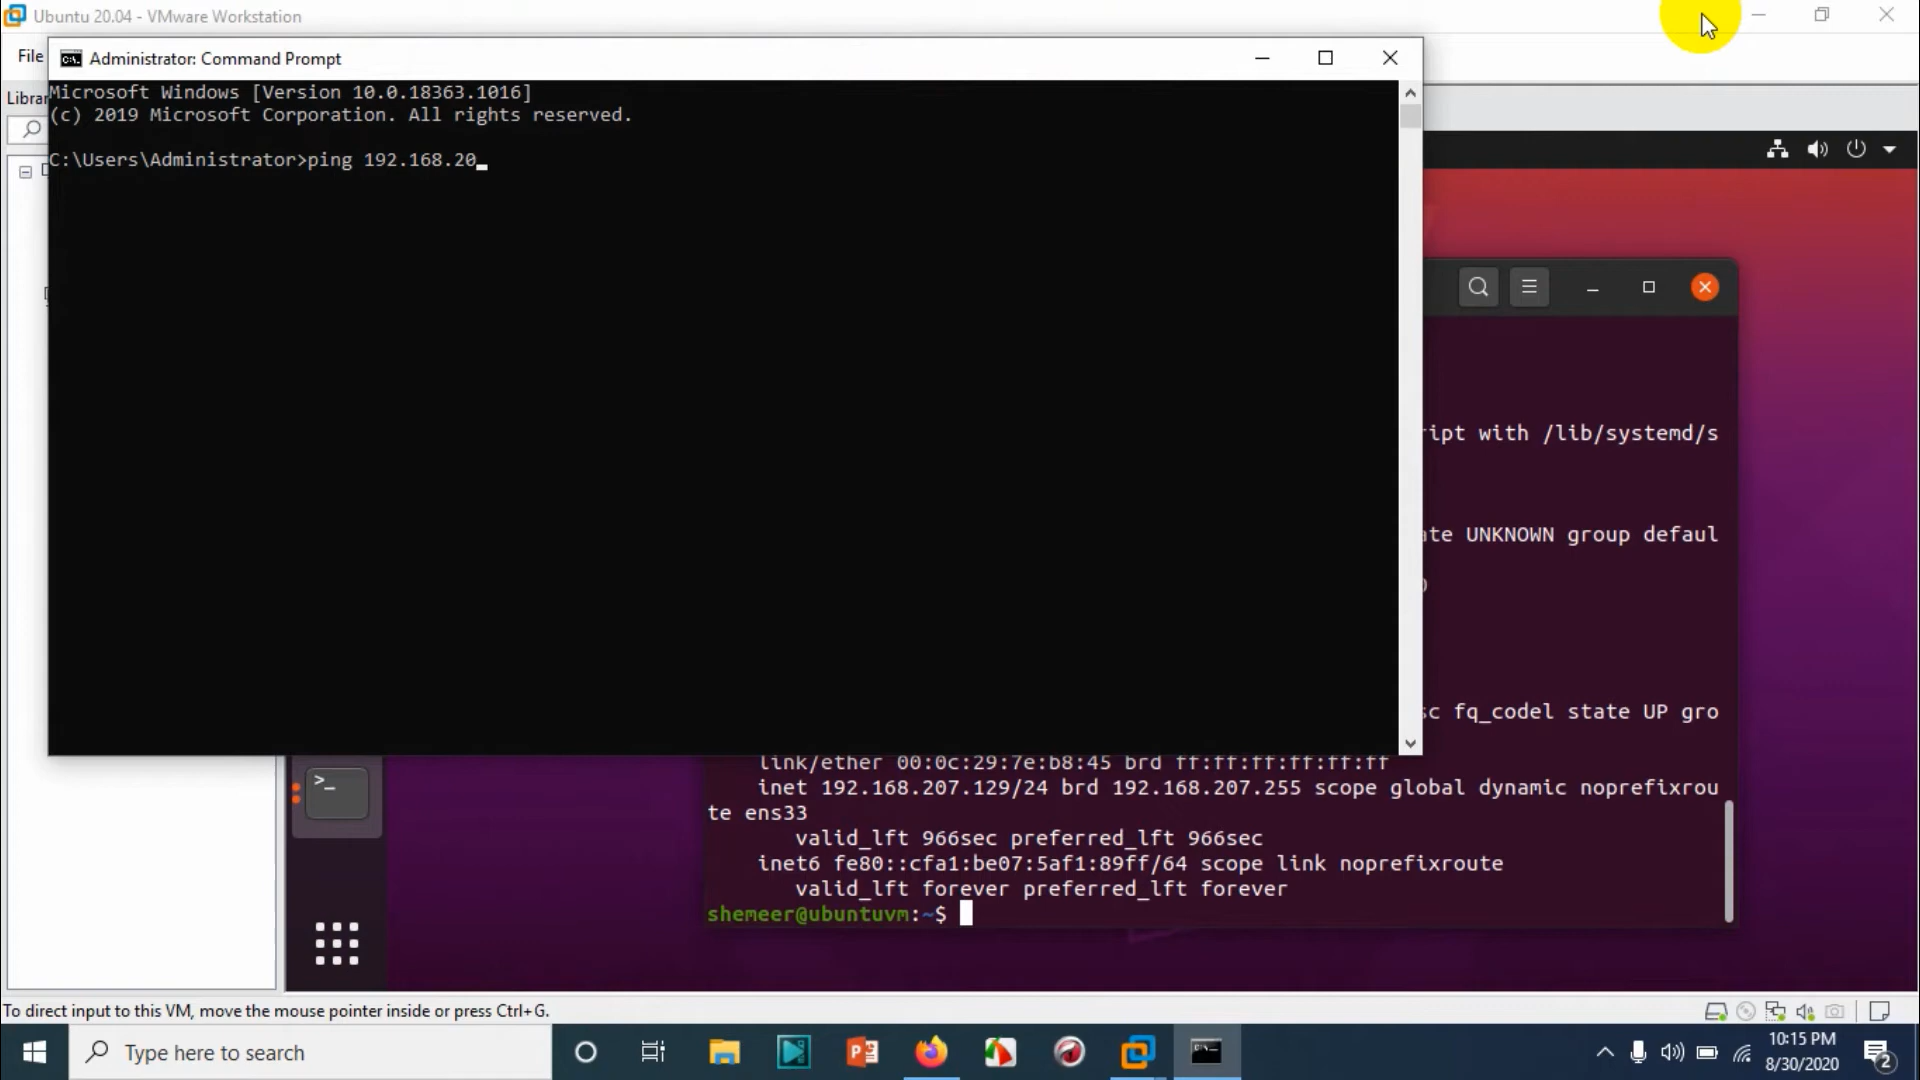 Ubuntu 20.04 - VMware Workstation
File
Administrator: Command Prompt
Microsoft Windows [Version 10.0.18363.1016]
(c) 2019 Microsoft Corporation. All rights reserved.
C:\Users\Administrator>ping 192.168.20
ript with /lib/systemd/s
ate UNKNOWN group defaul
sc fq_codel state UP gro
link/ether 00:0c:29:7e:b8:45 brd ff:ff:ff:ff:ff:ff
inet 192.168.207.129/24 brd 192.168.207.255 scope global dynamic noprefixrou
te ens33
valid_lft 966sec preferred_lft 966sec
inet6 fe80::cfa1:be07:5af1:89ff/64 scope link noprefixroute
valid_lft forever preferred_lft forever
shemeer@ubuntuvm:~$
To direct input to this VM, move the mouse pointer inside or press Ctrl+G.
Type here to search
10:15 PM
8/30/2020
2